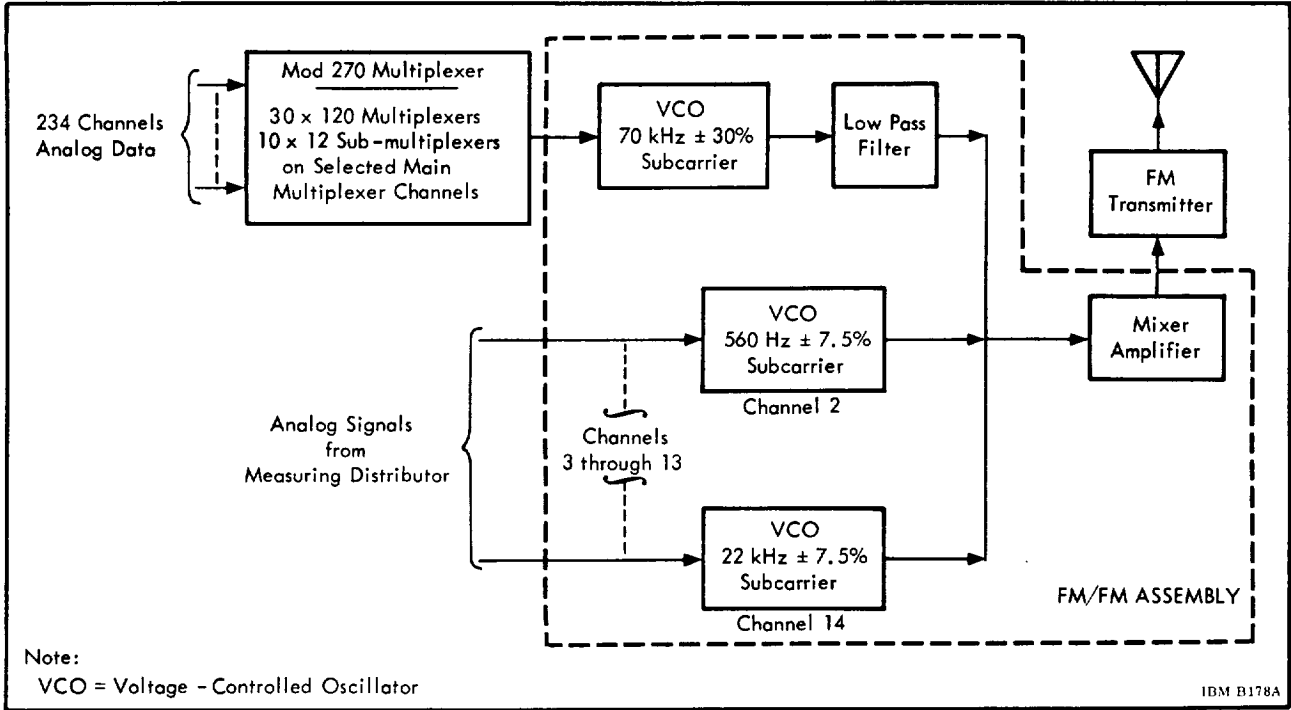 Mod 270 Multiplexer
30 x 120 Multiplexers
10 x 12 Sub-multiplexers
on Selected Main
Multiplexer Channels
234 Channels
Analog Data
VCO
70 kHz ± 30%
Subcarrier
Low Pass
Filter
FM
Transmitter
VCO
560 Hz ± 7.5%
Subcarrier
Channel 2
Mixer
Amplifier
Analog Signals
from
Measuring Distributor
Channels
3 through 13
VCO
22 kHz ± 7.5%
Subcarrier
Channel 14
FM/FM ASSEMBLY
Note:
VCO = Voltage - Controlled Oscillator
IBM B178A